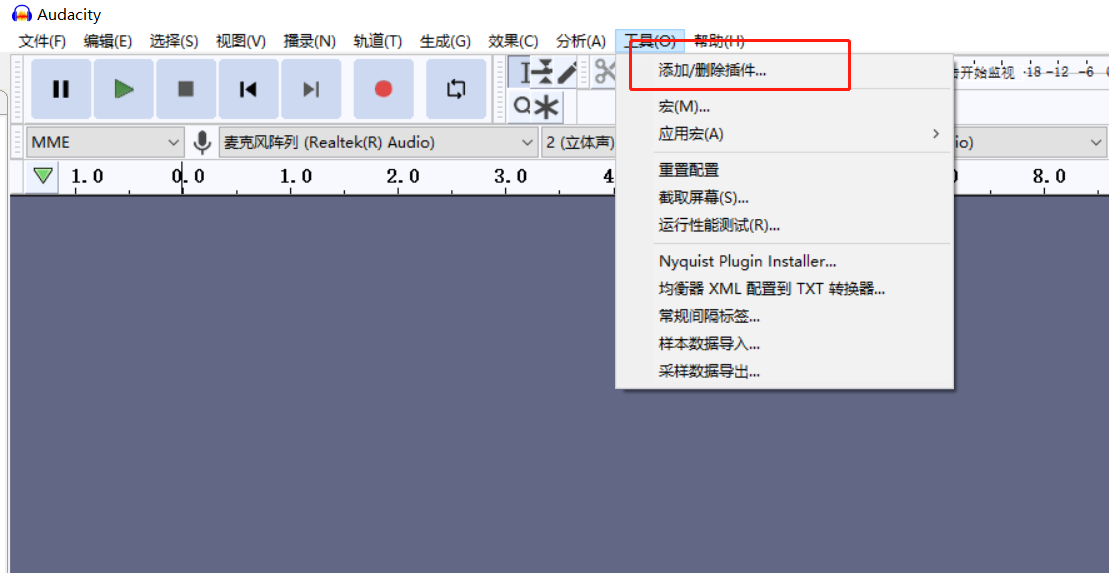 Audacity
文件(F) 编辑(E) 选择(S) 视图(V) 播录(N) 轨道(T) 生成(G) 效果(C) 分析(A) 工具(O) 帮助(H)
添加/删除插件...
开始监视 -18 -12 -6 0
宏(M)...
MME 麦克风阵列 (Realtek(R) Audio) 2 (立体声) 应用宏(A) io)
1.0 0.0 1.0 2.0 3.0 4 8.0
重置配置
截取屏幕(S)...
运行性能测试(R)...
Nyquist Plugin Installer...
均衡器 XML 配置到 TXT 转换器...
常规间隔标签...
样本数据导入...
采样数据导出...